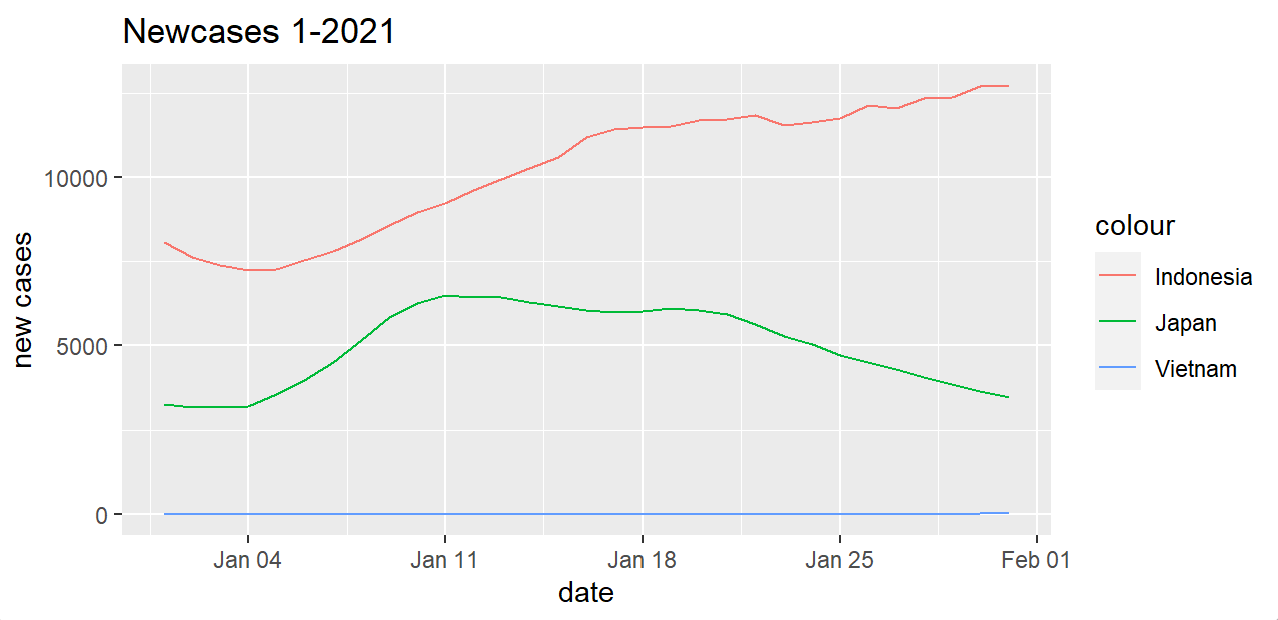 Newcases 1-2021
new cases
10000
5000
0
Jan 04
Jan 11
Jan 18
Jan 25
Feb 01
date
colour
Indonesia
Japan
Vietnam